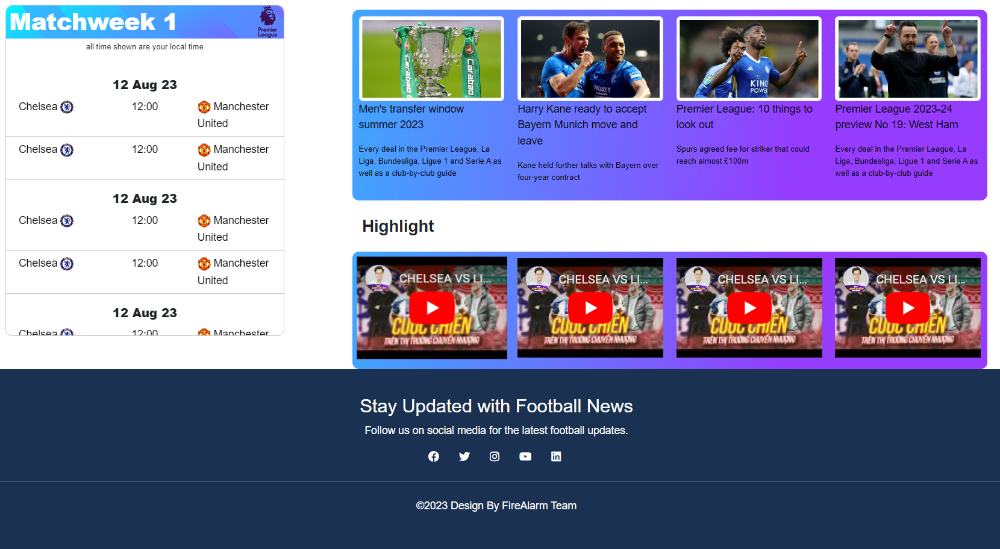 Matchweek 1
Premier
League
all time shown are your local time
12 Aug 23
Chelsea 12:00 Manchester
United
Chelsea 12:00 Manchester
United
12 Aug 23
Chelsea 12:00 Manchester
United
Chelsea 12:00 Manchester
United
12 Aug 23
Chelsea 12:00 Manchester
Carabao
Carabao
UNIBET
KING
POWER
Men's transfer window
summer 2023
Every deal in the Premier League, La
Liga, Bundesliga, Ligue 1 and Serie A as
well as a club-by-club guide
Harry Kane ready to accept
Bayern Munich move and
leave
Kane held further talks with Bayern over
four-year contract
Premier League: 10 things to
look out
Spurs agreed fee for striker that could
reach almost £100m
Premier League 2023-24
preview No 19: West Ham
Every deal in the Premier League, La
Liga, Bundesliga, Ligue 1 and Serie A as
well as a club-by-club guide
Highlight
CHELSEA VS LI...
ANH QUÂN
CUỘC CHIẾN
TRÊN THỊ TRƯỜNG CHUYỂN NHƯỢNG
CHELSEA VS LI...
ANH QUÂN
CUỘC CHIẾN
TRÊN THỊ TRƯỜNG CHUYỂN NHƯỢNG
CHELSEA VS LI...
ANH QUÂN
CUỘC CHIẾN
TRÊN THỊ TRƯỜNG CHUYỂN NHƯỢNG
CHELSEA VS LI...
ANH QUÂN
CUỘC CHIẾN
TRÊN THỊ TRƯỜNG CHUYỂN NHƯỢNG
Stay Updated with Football News
Follow us on social media for the latest football updates.
©2023 Design By FireAlarm Team